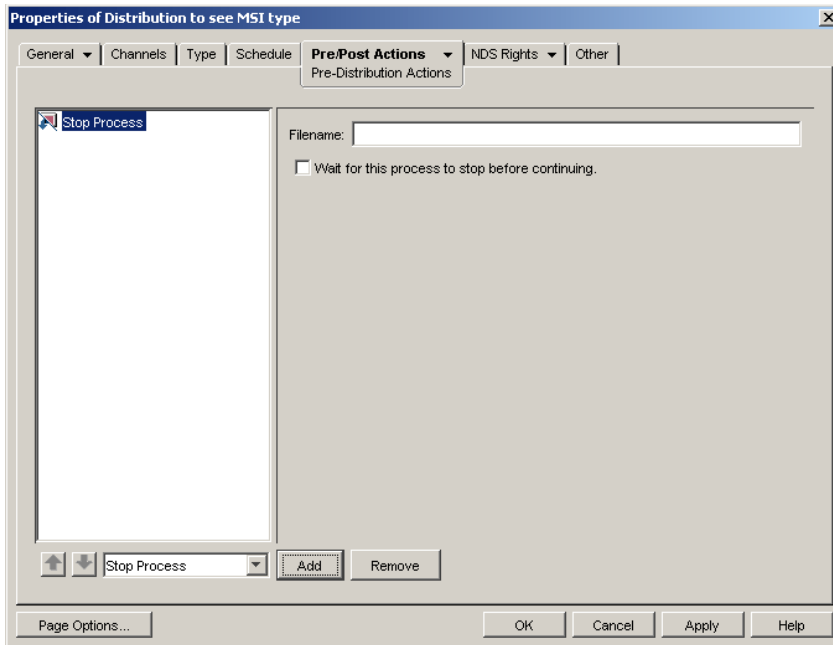 Properties of Distribution to see MSI type
General Channels Type Schedule Pre/Post Actions NDS Rights Other
Pre-Distribution Actions
Stop Process
Filename:
Wait for this process to stop before continuing.
Stop Process Add Remove
Page Options... OK Cancel Apply Help